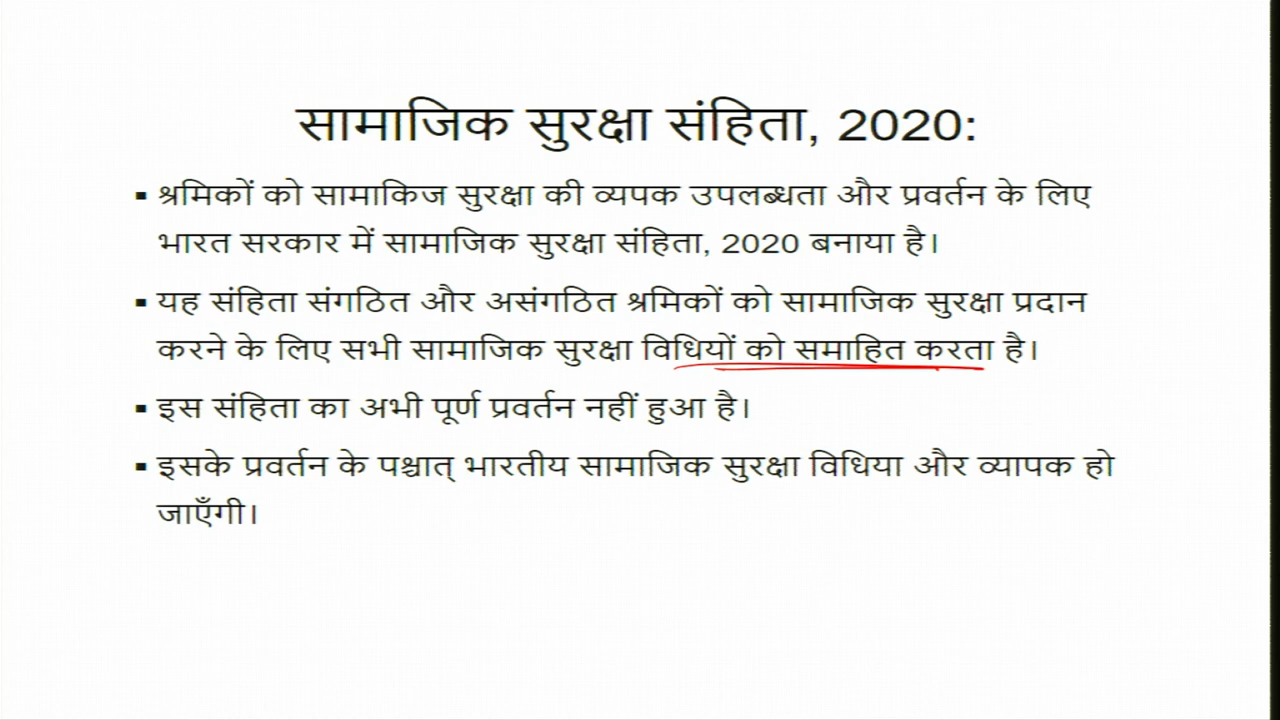 सामाजिक सुरक्षा संहिता, 2020:
▪ श्रमिकों को सामाकिज सुरक्षा की व्यपक उपलब्धता और प्रवर्तन के लिए
भारत सरकार में सामाजिक सुरक्षा संहिता, 2020 बनाया है।
▪ यह संहिता संगठित और असंगठित श्रमिकों को सामाजिक सुरक्षा प्रदान
करने के लिए सभी सामाजिक सुरक्षा विधियों को समाहित करता है।
▪ इस संहिता का अभी पूर्ण प्रवर्तन नहीं हुआ है।
▪ इसके प्रवर्तन के पश्चात् भारतीय सामाजिक सुरक्षा विधिया और व्यापक हो
जाएँगी।